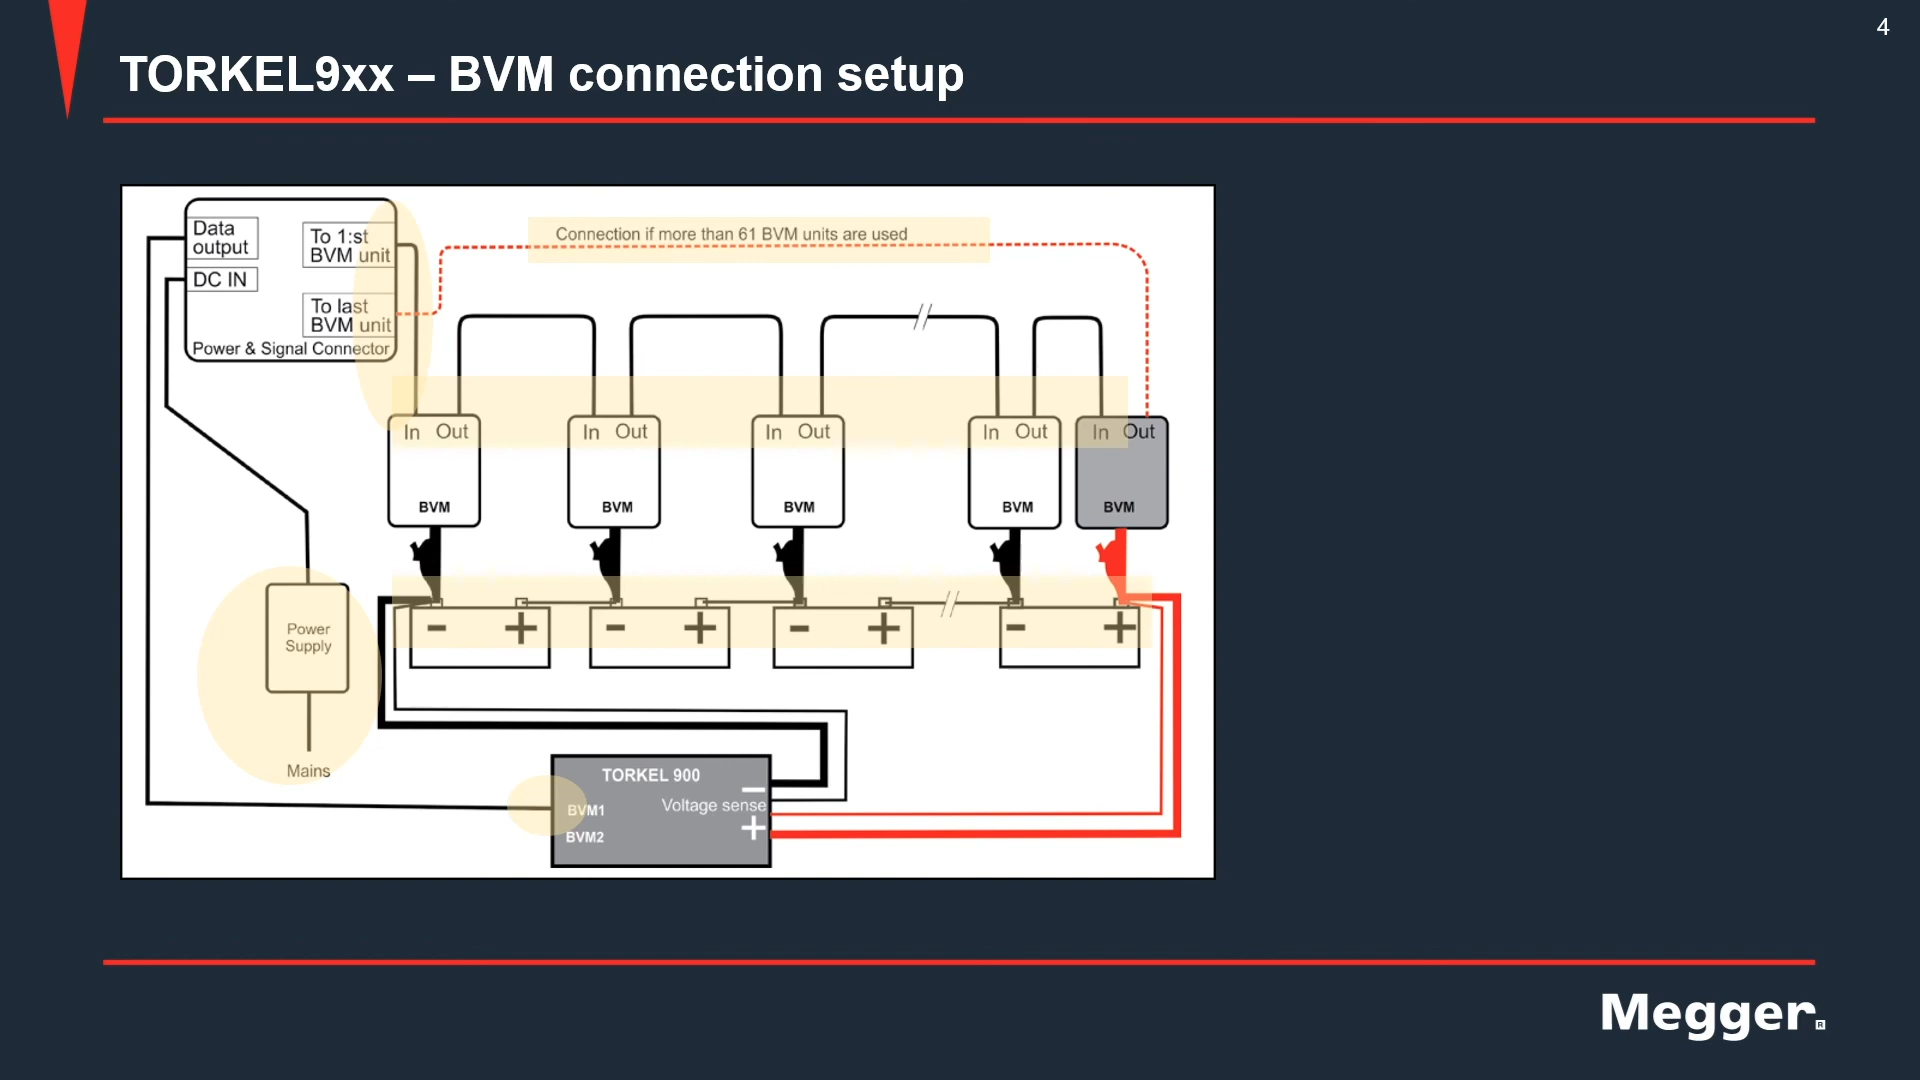 4
TORKEL9xx – BVM connection setup
Data
output
To 1:st
BVM unit
DC IN
To last
BVM unit
Power & Signal Connector
Connection if more than 61 BVM units are used
In Out
In Out
In Out
In Out
In Out
BVM
BVM
BVM
BVM
BVM
- +
- +
- +
- +
Power
Supply
Mains
TORKEL 900
-
Voltage sense
BVM1
+
BVM2
Megger®